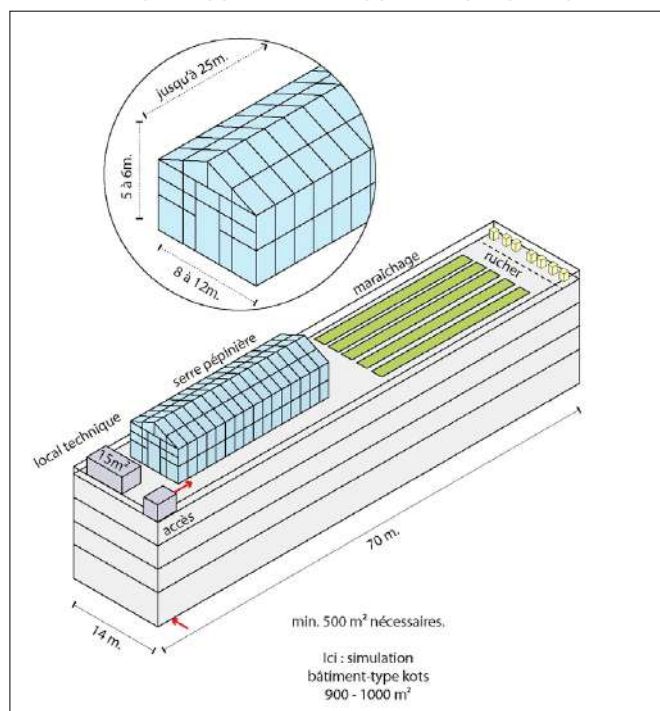 jusqu'à 25m.
5 à 6m.
8 à 12m.
rucher
maraîchage
serre pépinière
local technique
15m²
accès
70 m.
14 m.
min. 500 m² nécessaires.
Ici : simulation
bâtiment-type kots
900 - 1000 m²